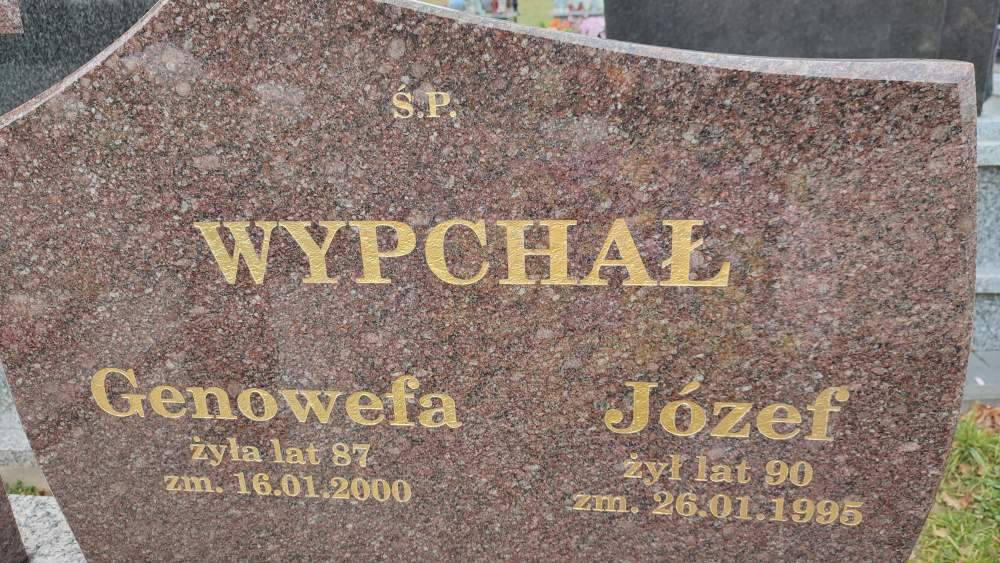 Ś.P.
WYPCHAŁ
Genowefa
żyła lat 87
zm. 16.01.2000
Józef
żył lat 90
zm. 26.01.1995